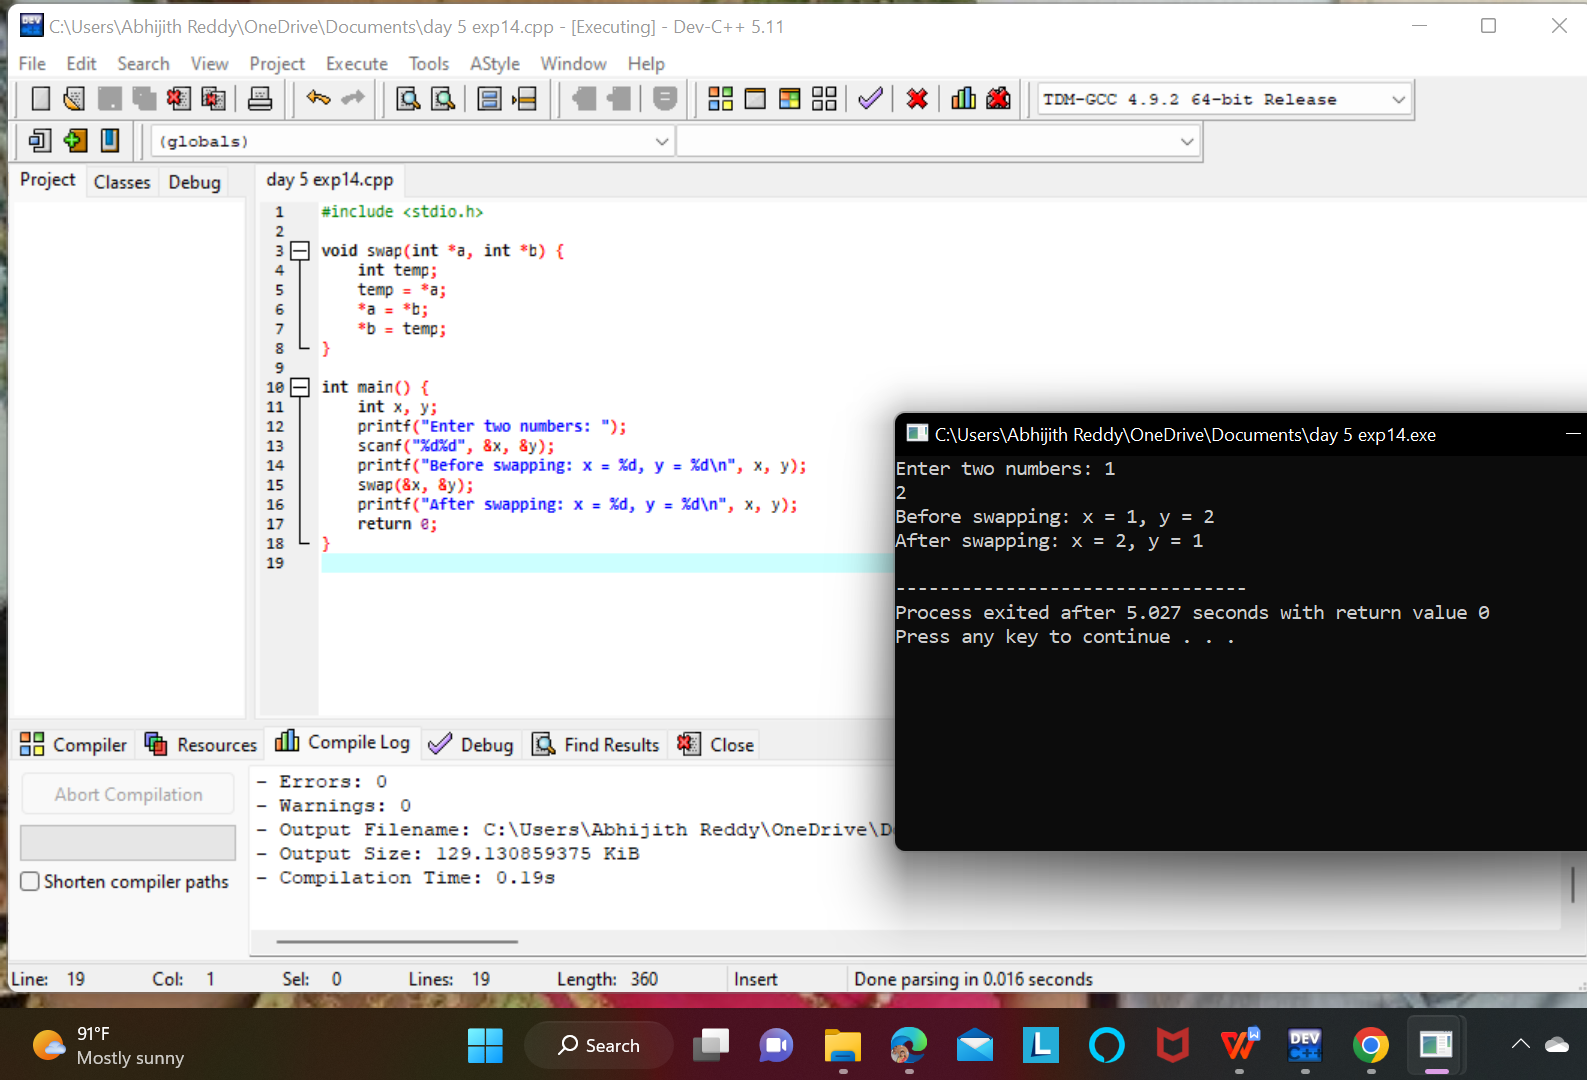 C:\Users\Abhijith Reddy\OneDrive\Documents\day 5 exp14.cpp - [Executing] - Dev-C++ 5.11
File Edit Search View Project Execute Tools AStyle Window Help
TDM-GCC 4.9.2 64-bit Release
(globals)
Project Classes Debug
day 5 exp14.cpp
1 #include <stdio.h>
2
3 void swap(int *a, int *b) {
4     int temp;
5     temp = *a;
6     *a = *b;
7     *b = temp;
8 }
9
10 int main() {
11     int x, y;
12     printf("Enter two numbers: ");
13     scanf("%d%d", &x, &y);
14     printf("Before swapping: x = %d, y = %d\n", x, y);
15     swap(&x, &y);
16     printf("After swapping: x = %d, y = %d\n", x, y);
17     return 0;
18 }
19
C:\Users\Abhijith Reddy\OneDrive\Documents\day 5 exp14.exe
Enter two numbers: 1
2
Before swapping: x = 1, y = 2
After swapping: x = 2, y = 1
--------------------------------
Process exited after 5.027 seconds with return value 0
Press any key to continue . . .
Compiler Resources Compile Log Debug Find Results Close
Abort Compilation
Shorten compiler paths
- Errors: 0
- Warnings: 0
- Output Filename: C:\Users\Abhijith Reddy\OneDrive\D
- Output Size: 129.130859375 KiB
- Compilation Time: 0.19s
Line: 19 Col: 1 Sel: 0 Lines: 19 Length: 360 Insert Done parsing in 0.016 seconds
91°F
Mostly sunny
Search
L
W
DEV
C++